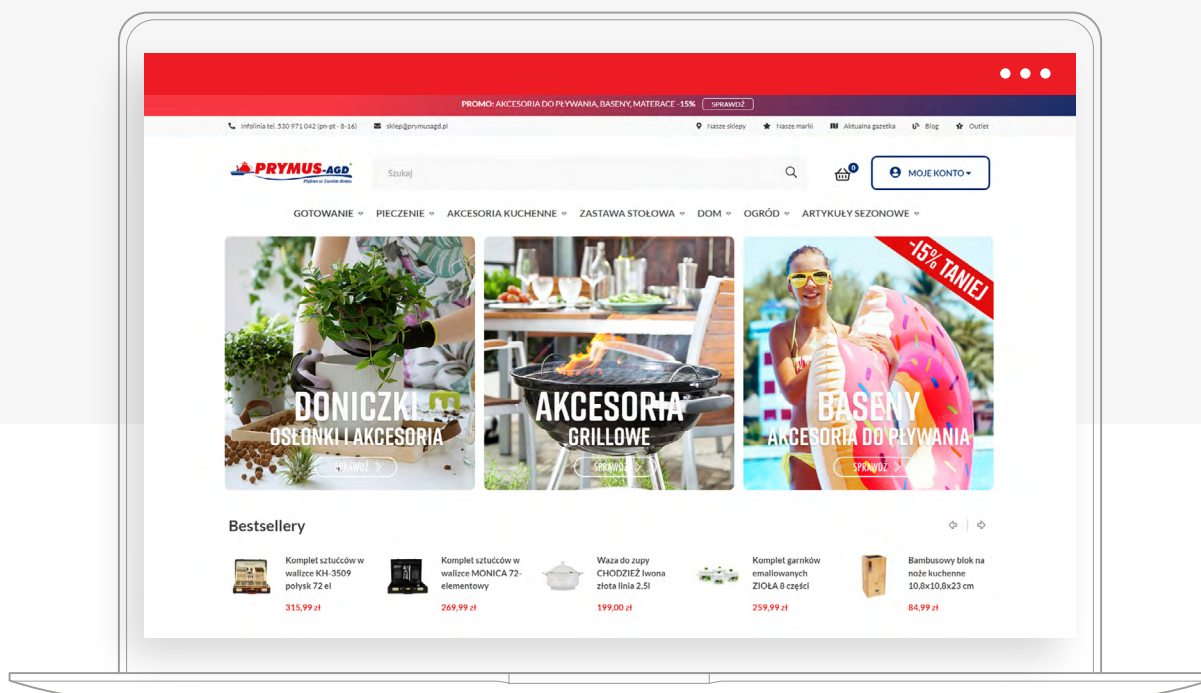 PROMO: AKCESORIA DO PŁYWANIA, BASENY, MATERACE -15% SPRAWDŹ
Infolinia tel. 530 971 042 (pn-pt - 8-16) sklep@prymusagd.pl Nasze sklepy Nasze marki Aktualna gazetka Blog Outlet
PRYMUS-AGD
Piękno w Twoim domu
Szukaj
0
MOJE KONTO
GOTOWANIE PIECZENIE AKCESORIA KUCHENNE ZASTAWA STOŁOWA DOM OGRÓD ARTYKUŁY SEZONOWE
DONICZKI
OSŁONKI I AKCESORIA
SPRAWDŹ
AKCESORIA
GRILLOWE
SPRAWDŹ
-15% TANIEJ
BASENY
AKCESORIA DO PŁYWANIA
SPRAWDŹ
Bestsellery
Komplet sztućców w
walizce KH-3509
połysk 72 el
315,99 zł
Komplet sztućców w
walizce MONICA 72-
elementowy
269,99 zł
Waza do zupy
CHODZIEŻ Iwona
złota linia 2,5l
199,00 zł
Komplet garnków
emaliowanych
ZIOŁA 8 części
259,99 zł
Bambusowy blok na
noże kuchenne
10,8x10,8x23 cm
84,99 zł